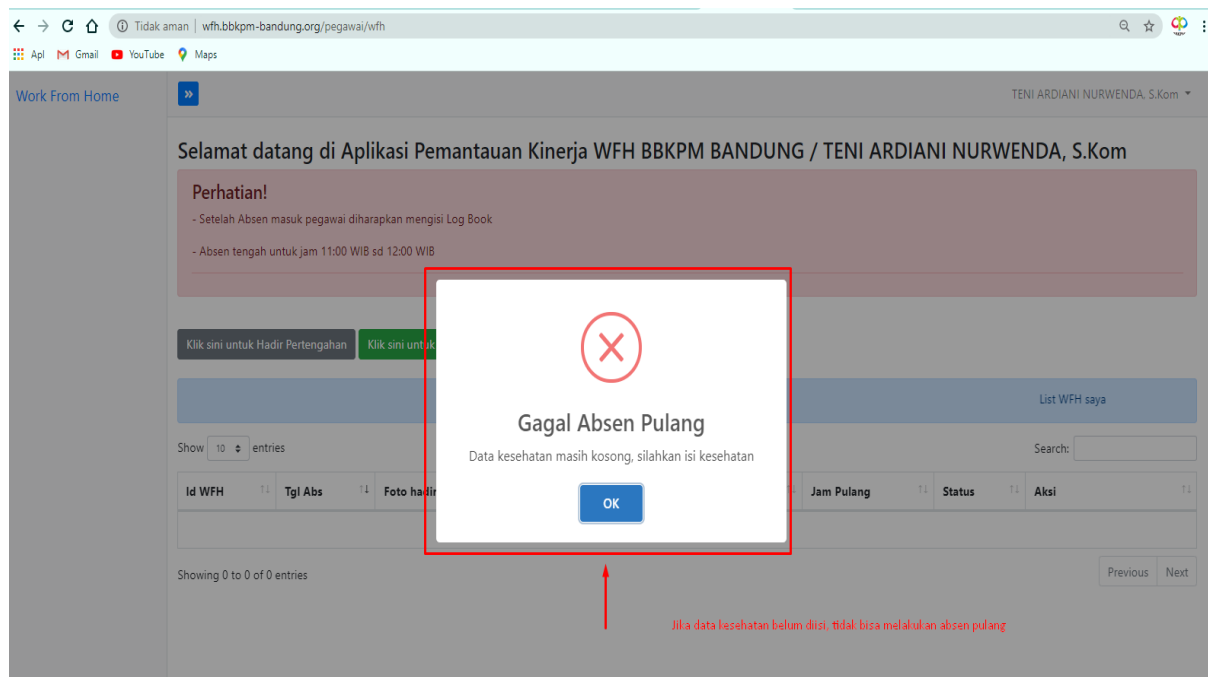 Tidak aman | wfh.bbkpm-bandung.org/pegawai/wfh
Apl Gmail YouTube Maps
Work From Home
TENI ARDIANI NURWENDA, S.Kom
Selamat datang di Aplikasi Pemantauan Kinerja WFH BBKPM BANDUNG / TENI ARDIANI NURWENDA, S.Kom
Perhatian!
- Setelah Absen masuk pegawai diharapkan mengisi Log Book
- Absen tengah untuk jam 11:00 WIB sd 12:00 WIB
Klik sini untuk Hadir Pertengahan Klik sini untuk
Gagal Absen Pulang
Data kesehatan masih kosong, silahkan isi kesehatan
OK
List WFH saya
Show 10 entries Search:
Id WFH Tgl Abs Foto hadir Jam Pulang Status Aksi
Showing 0 to 0 of 0 entries Previous Next
Jika data kesehatan belum diisi, tidak bisa melakukan absen pulang